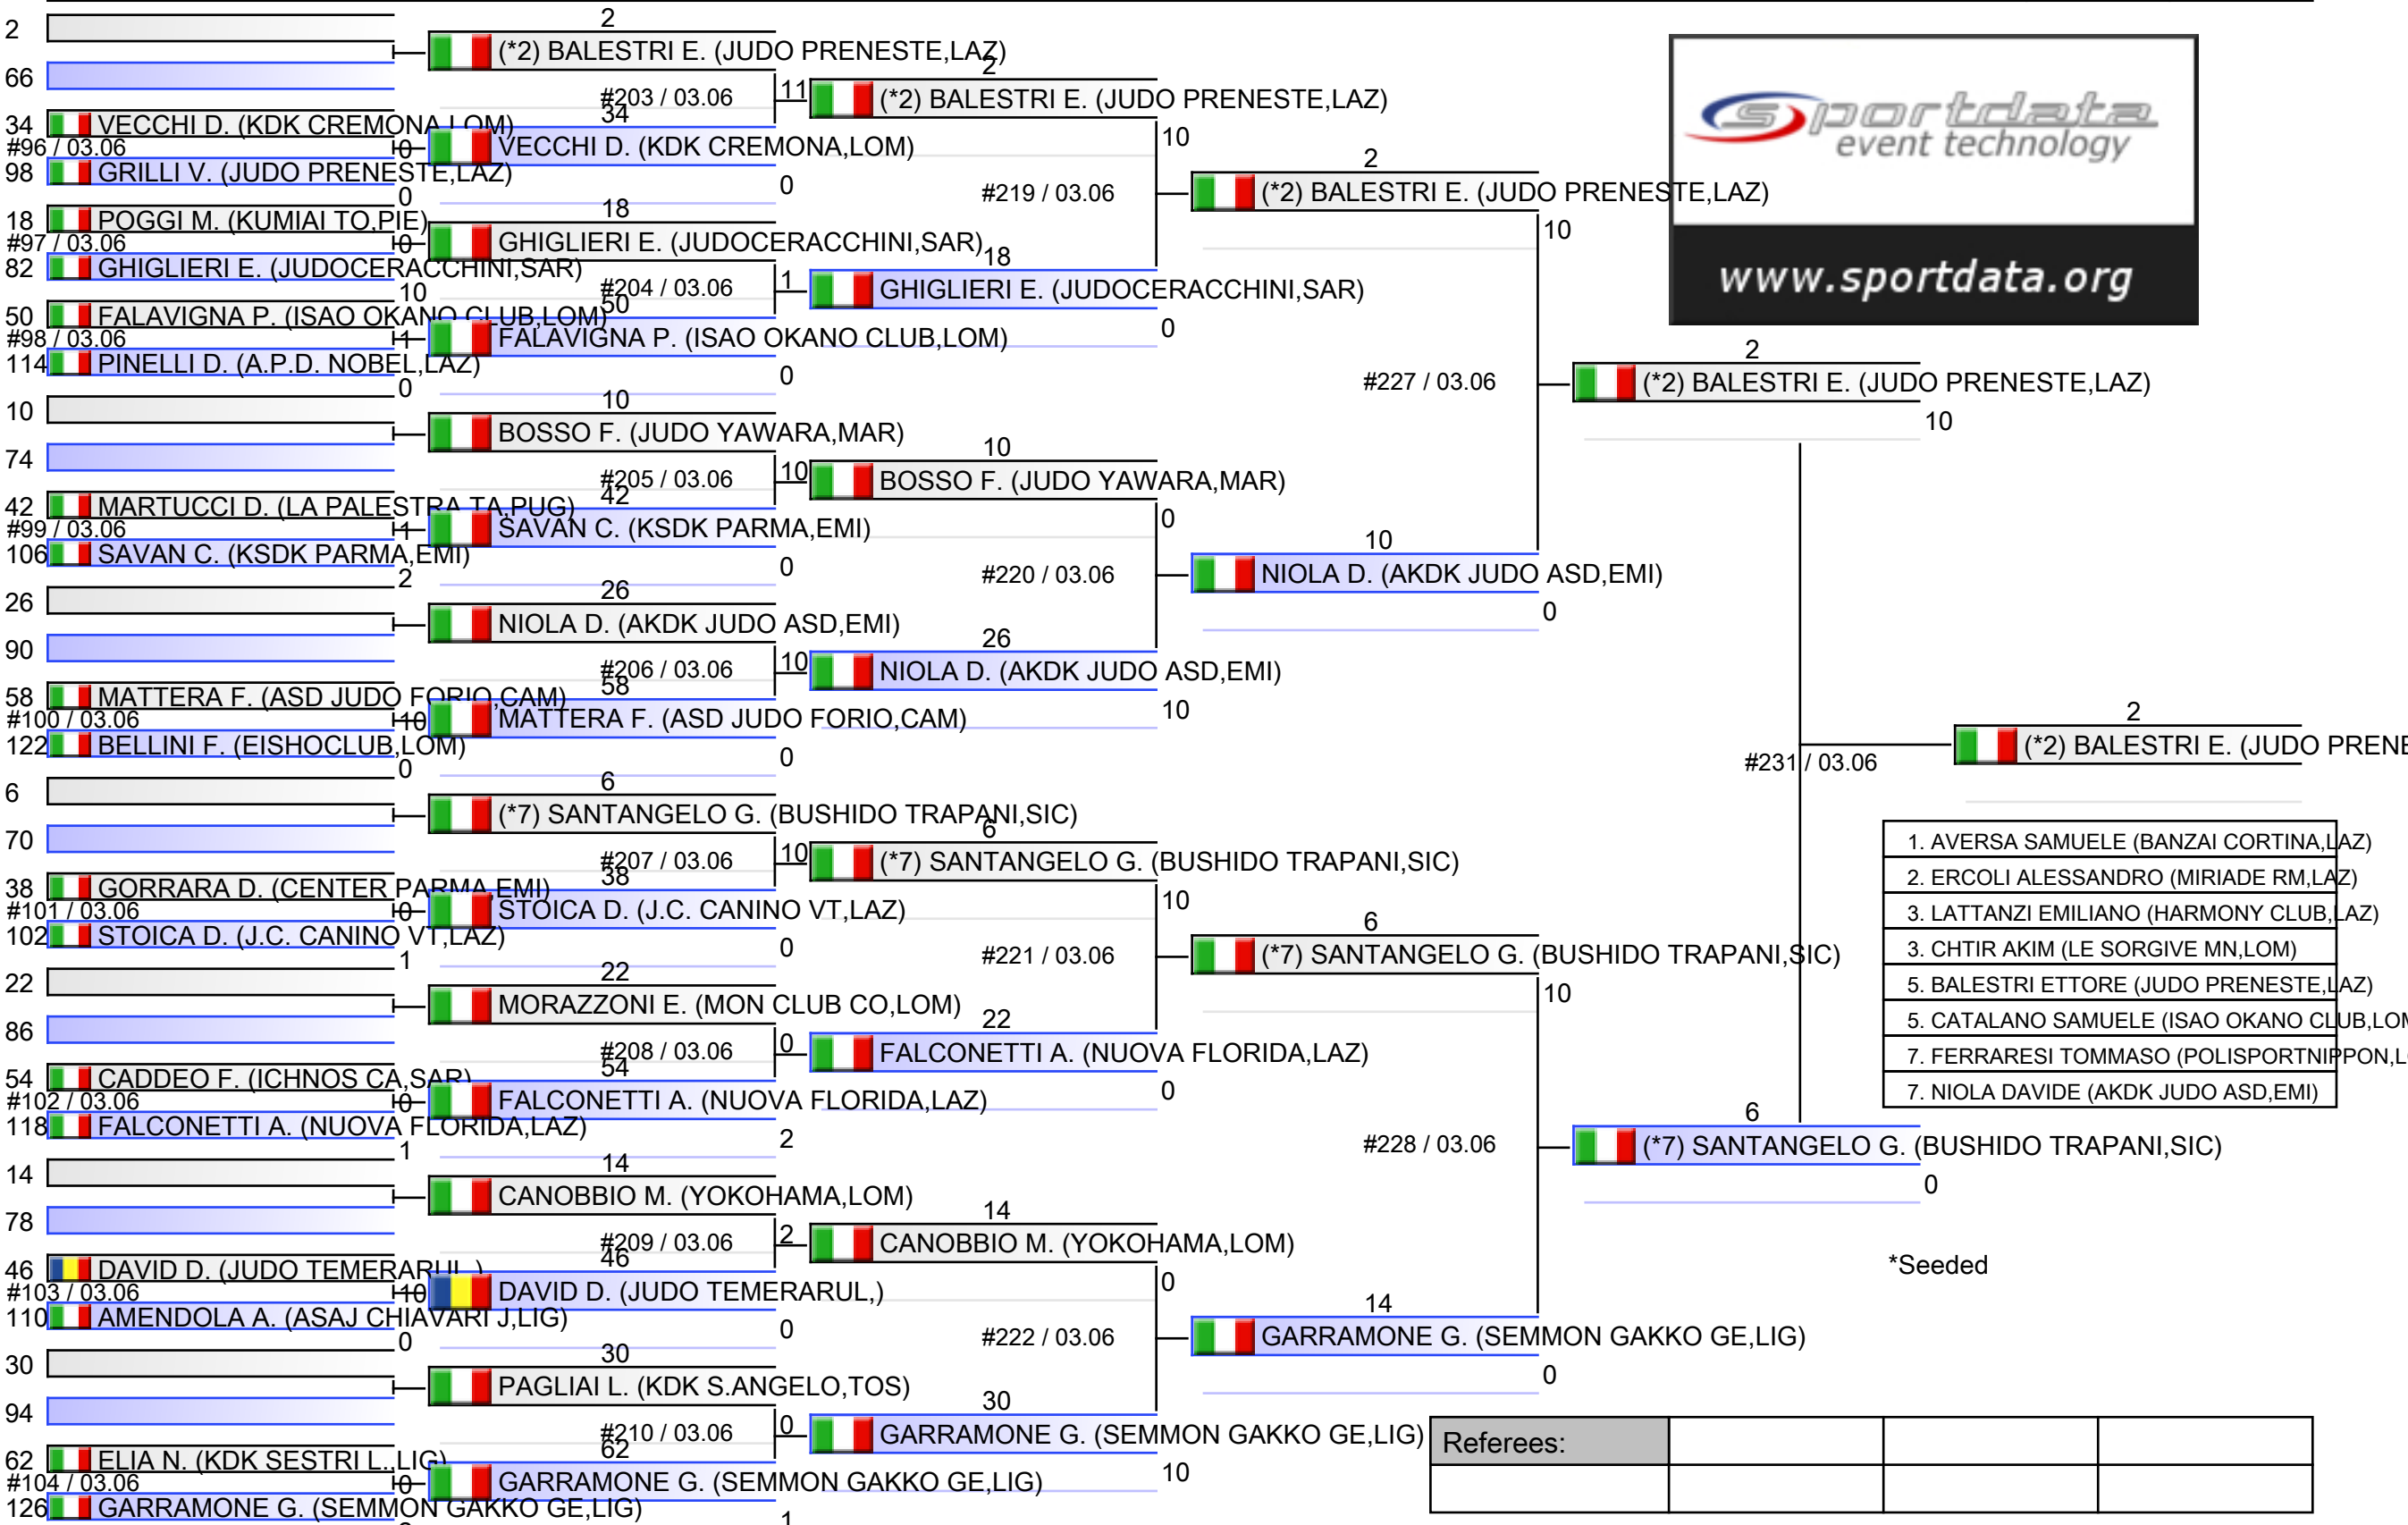 2
66
34 VECCHI D. (KDK CREMONA,LOM)
#96 / 03.06 0
98 GRILLI V. (JUDO PRENESTE,LAZ)
0
18 POGGI M. (KUMIAI TO,PIE)
#97 / 03.06 0
82 GHIGLIERI E. (JUDOCERACCHINI,SAR)
10
50 FALAVIGNA P. (ISAO OKANO CLUB,LOM)
#98 / 03.06 1
114 PINELLI D. (A.P.D. NOBEL,LAZ)
0
10
74
42 MARTUCCI D. (LA PALESTRA TA,PUG)
#99 / 03.06 1
106 SAVAN C. (KSDK PARMA,EMI)
2
26
90
58 MATTERA F. (ASD JUDO FORIO,CAM)
#100 / 03.06 10
122 BELLINI F. (EISHOCLUB,LOM)
0
6
70
38 GORRARA D. (CENTER PARMA,EMI)
#101 / 03.06 0
102 STOICA D. (J.C. CANINO VT,LAZ)
1
22
86
54 CADDEO F. (ICHNOS CA,SAR)
#102 / 03.06 0
118 FALCONETTI A. (NUOVA FLORIDA,LAZ)
1
14
78
46 DAVID D. (JUDO TEMERARUL,)
#103 / 03.06 10
110 AMENDOLA A. (ASAJ CHIAVARI J,LIG)
0
30
94
62 ELIA N. (KDK SESTRI L.,LIG)
#104 / 03.06 0
126 GARRAMONE G. (SEMMON GAKKO GE,LIG)
2
(*2) BALESTRI E. (JUDO PRENESTE,LAZ)
#203 / 03.06 11
34
VECCHI D. (KDK CREMONA,LOM)
0
18
GHIGLIERI E. (JUDOCERACCHINI,SAR)
#204 / 03.06 1
50
FALAVIGNA P. (ISAO OKANO CLUB,LOM)
0
10
BOSSO F. (JUDO YAWARA,MAR)
#205 / 03.06 10
42
SAVAN C. (KSDK PARMA,EMI)
0
26
NIOLA D. (AKDK JUDO ASD,EMI)
#206 / 03.06 10
58
MATTERA F. (ASD JUDO FORIO,CAM)
0
6
(*7) SANTANGELO G. (BUSHIDO TRAPANI,SIC)
#207 / 03.06 10
38
STOICA D. (J.C. CANINO VT,LAZ)
0
22
MORAZZONI E. (MON CLUB CO,LOM)
#208 / 03.06 0
54
FALCONETTI A. (NUOVA FLORIDA,LAZ)
2
14
CANOBBIO M. (YOKOHAMA,LOM)
#209 / 03.06 2
46
DAVID D. (JUDO TEMERARUL,)
0
30
PAGLIAI L. (KDK S.ANGELO,TOS)
#210 / 03.06 0
62
GARRAMONE G. (SEMMON GAKKO GE,LIG)
1
2
(*2) BALESTRI E. (JUDO PRENESTE,LAZ)
10
#219 / 03.06
18
GHIGLIERI E. (JUDOCERACCHINI,SAR)
0
10
BOSSO F. (JUDO YAWARA,MAR)
0
#220 / 03.06
26
NIOLA D. (AKDK JUDO ASD,EMI)
10
6
(*7) SANTANGELO G. (BUSHIDO TRAPANI,SIC)
10
#221 / 03.06
22
FALCONETTI A. (NUOVA FLORIDA,LAZ)
0
14
CANOBBIO M. (YOKOHAMA,LOM)
0
#222 / 03.06
30
GARRAMONE G. (SEMMON GAKKO GE,LIG)
10
2
(*2) BALESTRI E. (JUDO PRENESTE,LAZ)
10
#227 / 03.06
10
NIOLA D. (AKDK JUDO ASD,EMI)
0
6
(*7) SANTANGELO G. (BUSHIDO TRAPANI,SIC)
10
#228 / 03.06
14
GARRAMONE G. (SEMMON GAKKO GE,LIG)
0
sportdata
event technology
www.sportdata.org
2
(*2) BALESTRI E. (JUDO PRENESTE,LAZ)
10
#231 / 03.06
6
(*7) SANTANGELO G. (BUSHIDO TRAPANI,SIC)
0
2
(*2) BALESTRI E. (JUDO PRENE
1. AVERSA SAMUELE (BANZAI CORTINA,LAZ)
2. ERCOLI ALESSANDRO (MIRIADE RM,LAZ)
3. LATTANZI EMILIANO (HARMONY CLUB,LAZ)
3. CHTIR AKIM (LE SORGIVE MN,LOM)
5. BALESTRI ETTORE (JUDO PRENESTE,LAZ)
5. CATALANO SAMUELE (ISAO OKANO CLUB,LOM
7. FERRARESI TOMMASO (POLISPORTNIPPON,L
7. NIOLA DAVIDE (AKDK JUDO ASD,EMI)
*Seeded
Referees: